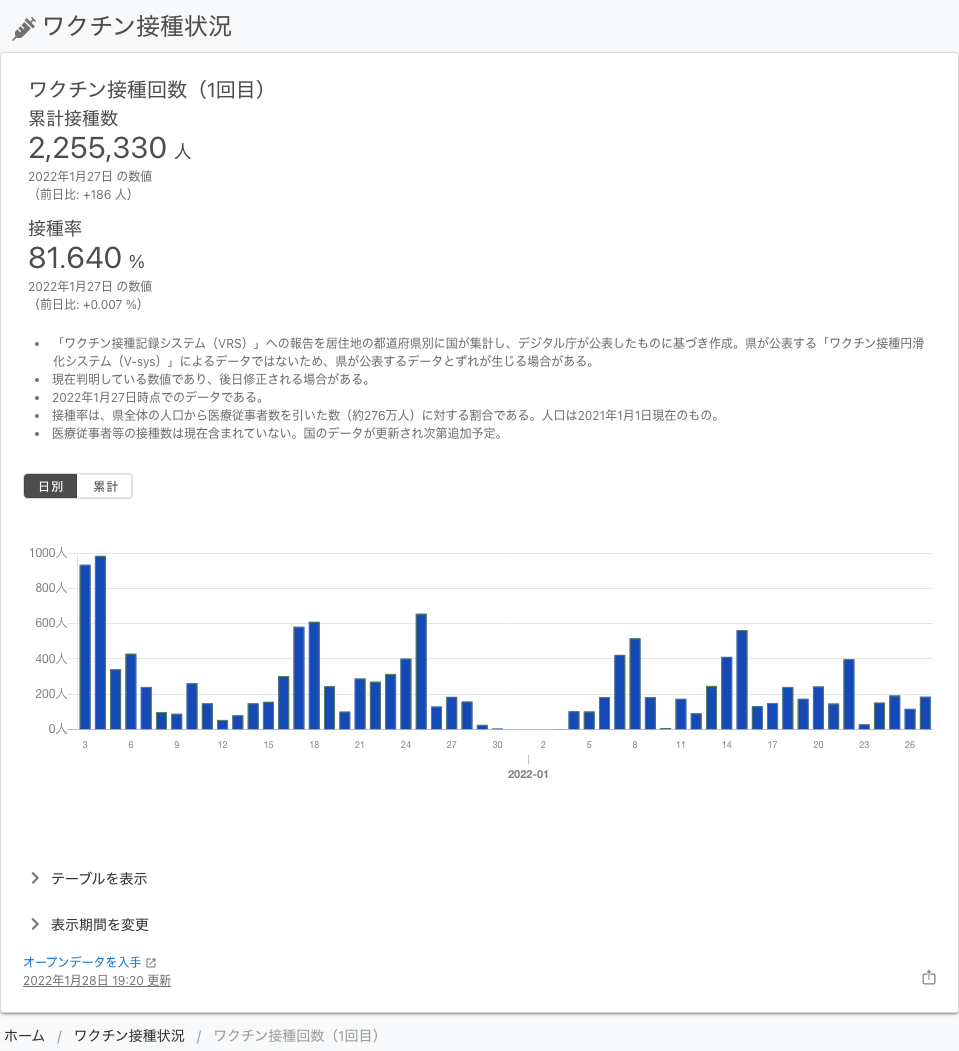 ワクチン接種状況
ワクチン接種回数（1回目）
累計接種数
2,255,330 人
2022年1月27日 の数値
（前日比: +186 人）
接種率
81.640 %
2022年1月27日 の数値
（前日比: +0.007 %）
「ワクチン接種記録システム（VRS）」への報告を居住地の都道府県別に国が集計し、デジタル庁が公表したものに基づき作成。県が公表する「ワクチン接種円滑
化システム（V-sys）」によるデータではないため、県が公表するデータとずれが生じる場合がある。
現在判明している数値であり、後日修正される場合がある。
2022年1月27日時点でのデータである。
接種率は、県全体の人口から医療従事者数を引いた数（約276万人）に対する割合である。人口は2021年1月1日現在のもの。
医療従事者等の接種数は現在含まれていない。国のデータが更新され次第追加予定。
日別 累計
1000人
800人
600人
400人
200人
0人
3 6 9 12 15 18 21 24 27 30 2 5 8 11 14 17 20 23 26
2022-01
テーブルを表示
表示期間を変更
オープンデータを入手
2022年1月28日 19:20 更新
ホーム / ワクチン接種状況 / ワクチン接種回数（1回目）